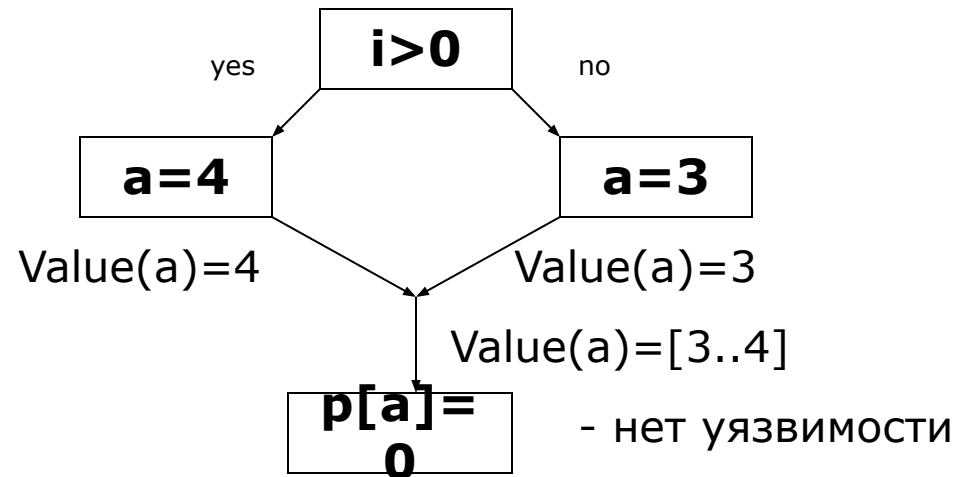 i>0
yes
no
a=4
a=3
Value(a)=4
Value(a)=3
Value(a)=[3..4]
p[a]=
0
- нет уязвимости